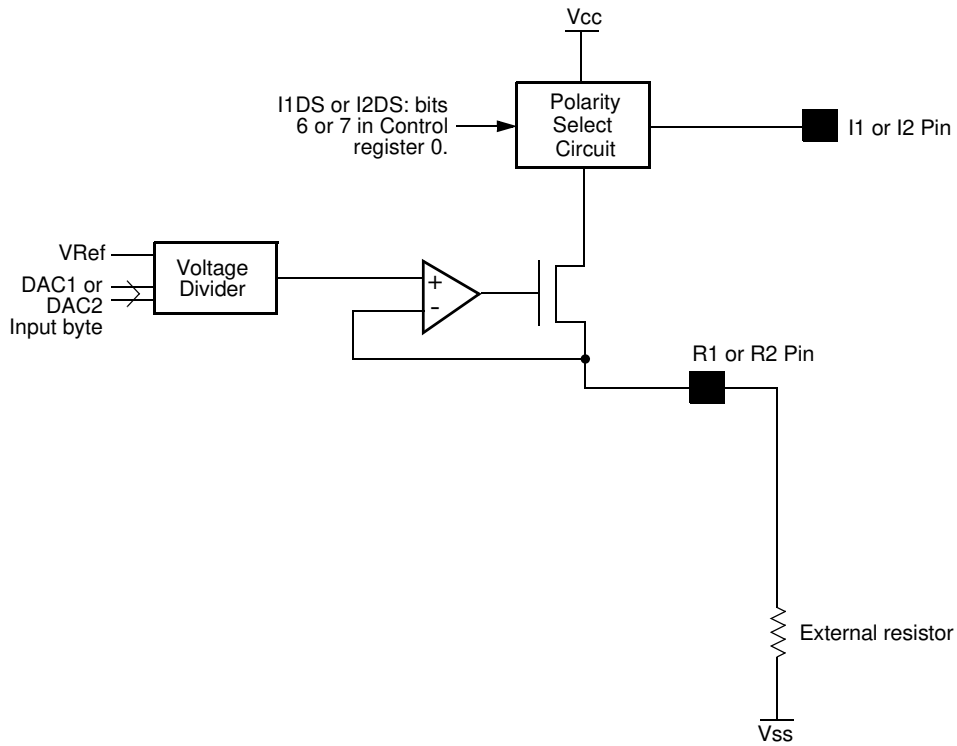 Vcc
I1DS or I2DS: bits
6 or 7 in Control
register 0.
Polarity
Select
Circuit
I1 or I2 Pin
VRef
DAC1 or
DAC2
Input byte
Voltage
Divider
+
-
R1 or R2 Pin
External resistor
Vss